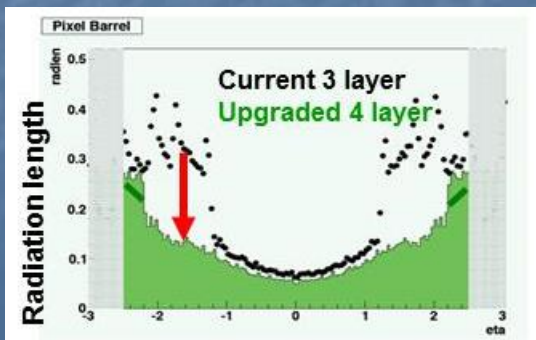 Pixel Barrel
radlen
0.5
Current 3 layer
Upgraded 4 layer
0.4
0.3
0.2
0.1
0
Radiation length
-3
-2
-1
0
1
2
3
eta